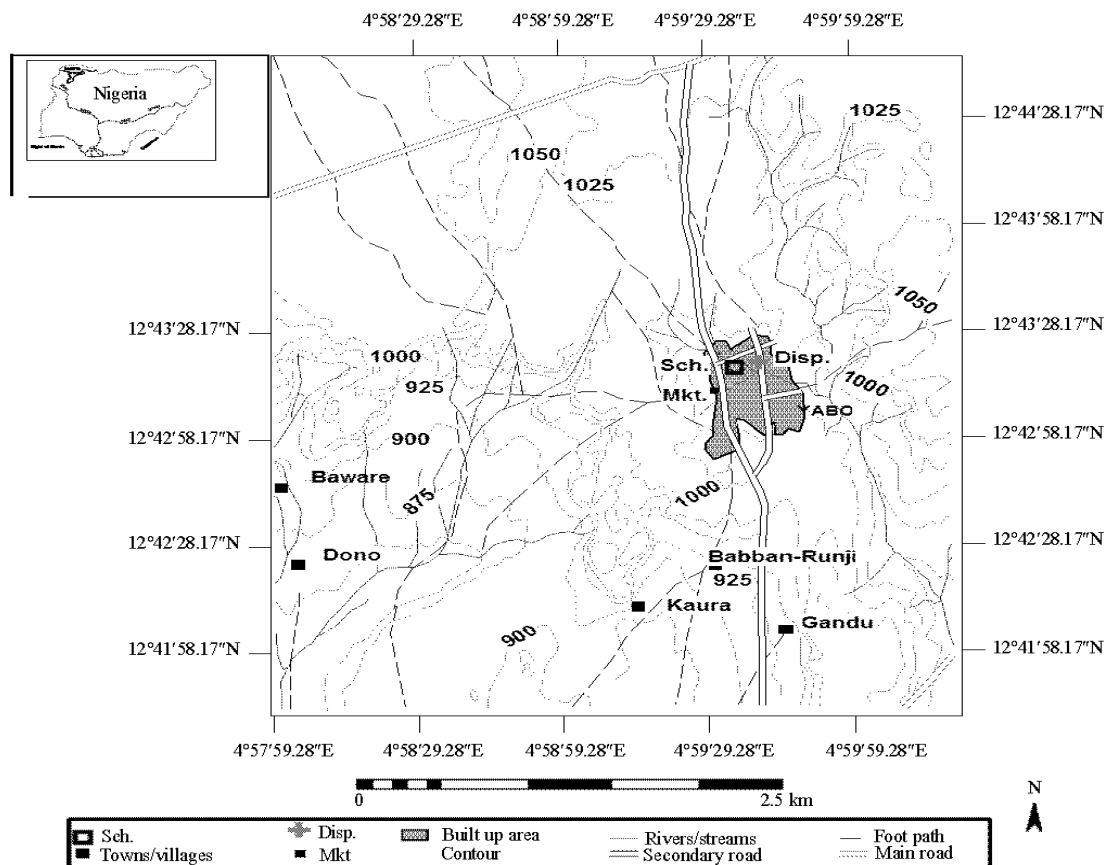 4°58′29.28″E 4°58′59.28″E 4°59′29.28″E 4°59′59.28″E
Nigeria
1025
12°44′28.17″N
1050
1025
12°43′58.17″N
1050
12°43′28.17″N
12°43′28.17″N
1000
Sch.
Disp.
925
Mkt.
1000
ABO
12°42′58.17″N
900
12°42′58.17″N
Baware
875
1000
12°42′28.17″N
Dono
Babban-Runji
12°42′28.17″N
925
Kaura
Gandu
12°41′58.17″N
900
12°41′58.17″N
4°57′59.28″E 4°58′29.28″E 4°58′59.28″E 4°59′29.28″E 4°59′59.28″E
0 2.5 km
N
Sch. Disp. Built up area Rivers/streams Foot path
Towns/villages Mkt Contour Secondary road Main road